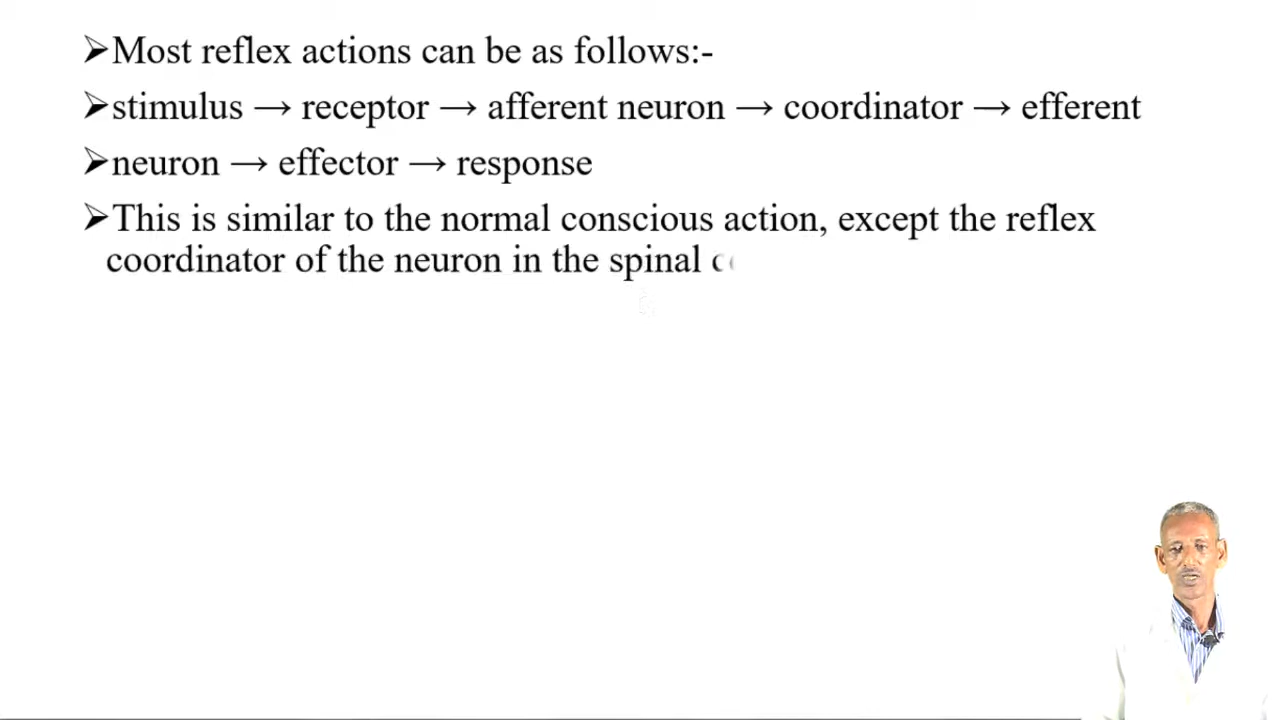 ➢Most reflex actions can be as follows:-
➢stimulus → receptor → afferent neuron → coordinator → efferent
➢neuron → effector → response
➢This is similar to the normal conscious action, except the reflex
coordinator of the neuron in the spinal